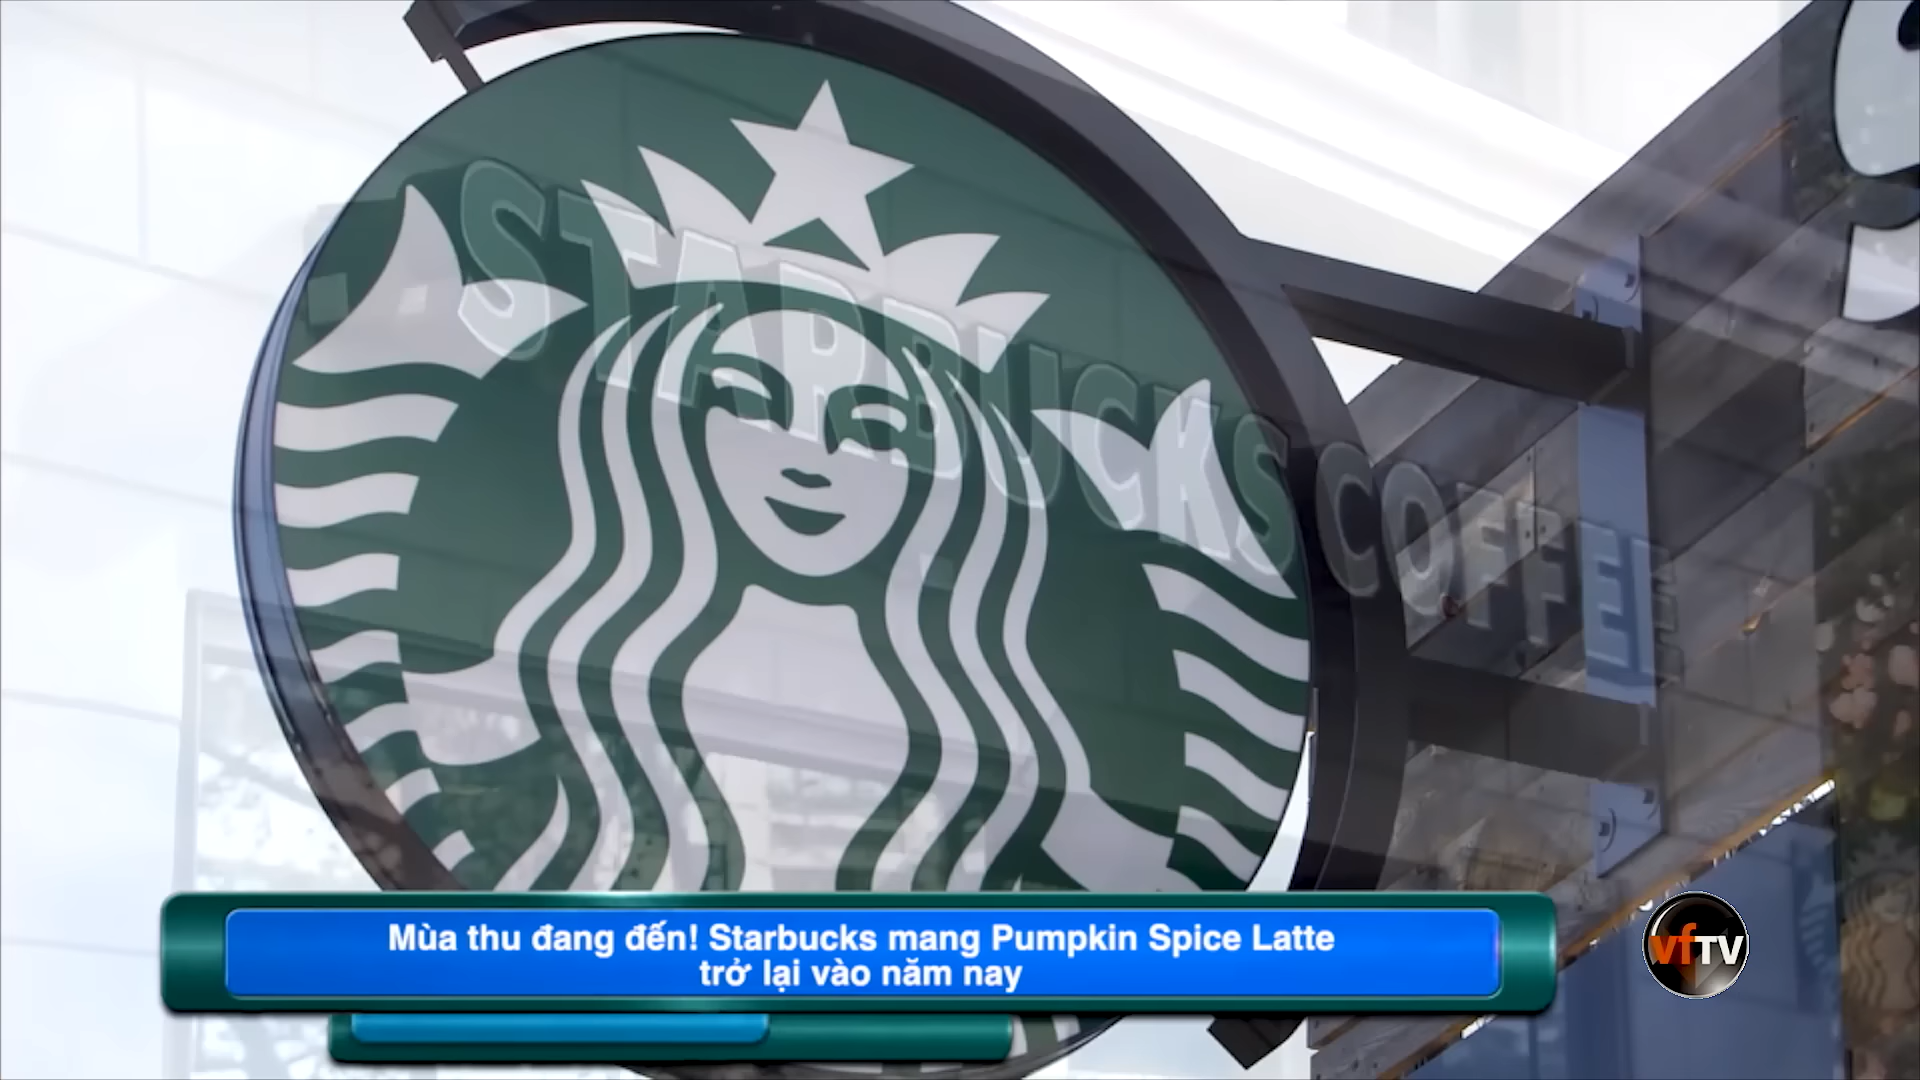 STARBUCKS COFFEE
Mùa thu đang đến! Starbucks mang Pumpkin Spice Latte
trở lại vào năm nay
vfTV